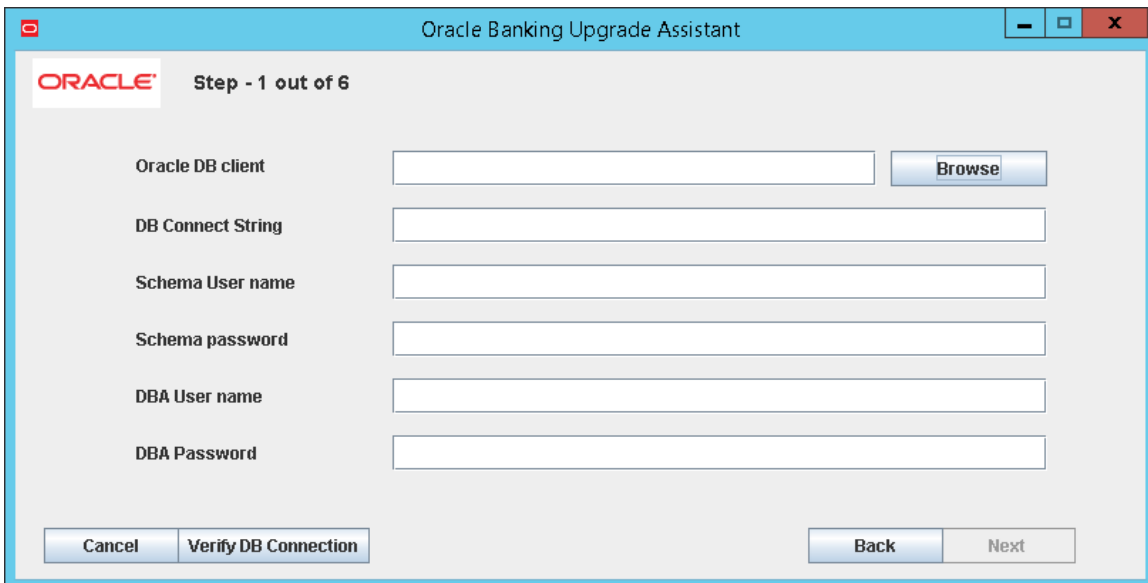 Oracle Banking Upgrade Assistant
ORACLE Step - 1 out of 6
Oracle DB client Browse
DB Connect String
Schema User name
Schema password
DBA User name
DBA Password
Cancel Verify DB Connection Back Next